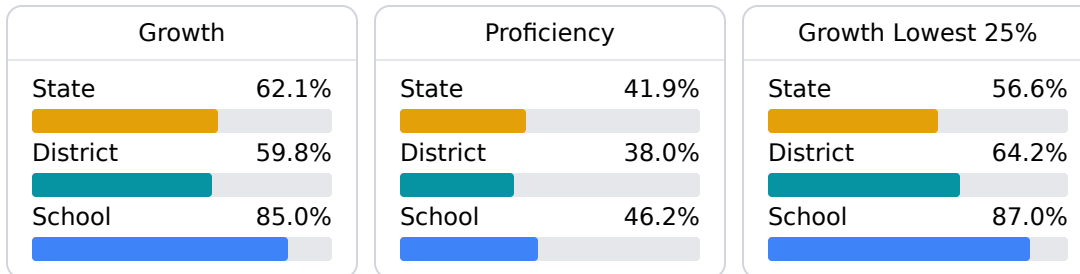 Growth
State 62.1%
District 59.8%
School 85.0%
Proficiency
State 41.9%
District 38.0%
School 46.2%
Growth Lowest 25%
State 56.6%
District 64.2%
School 87.0%